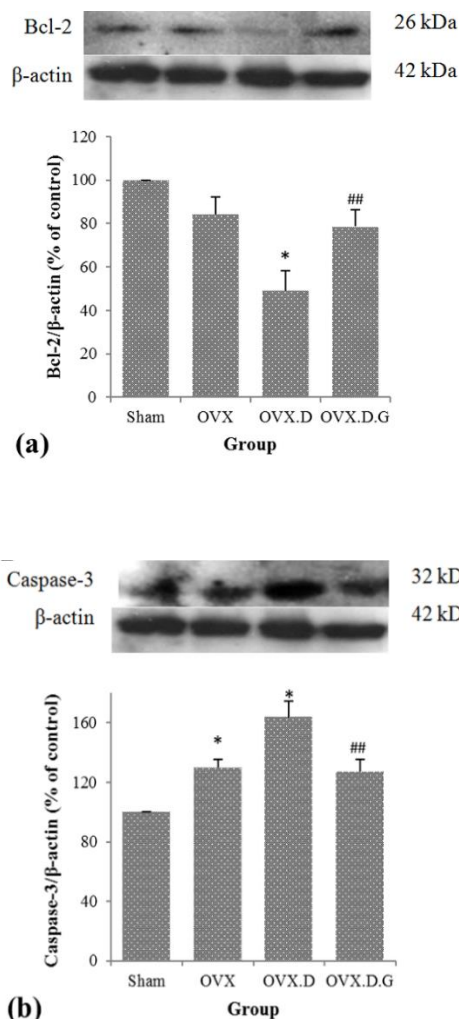 Bcl-2 26 kDa
β-actin 42 kDa
120
100
80
60
40
20
0
Bcl-2/β-actin (% of control)
*
##
Sham OVX OVX.D OVX.D.G
Group
(a)
Caspase-3 32 kD
β-actin 42 kD
160
120
80
40
0
Caspase-3/β-actin (% of control)
*
*
##
Sham OVX OVX.D OVX.D.G
Group
(b)